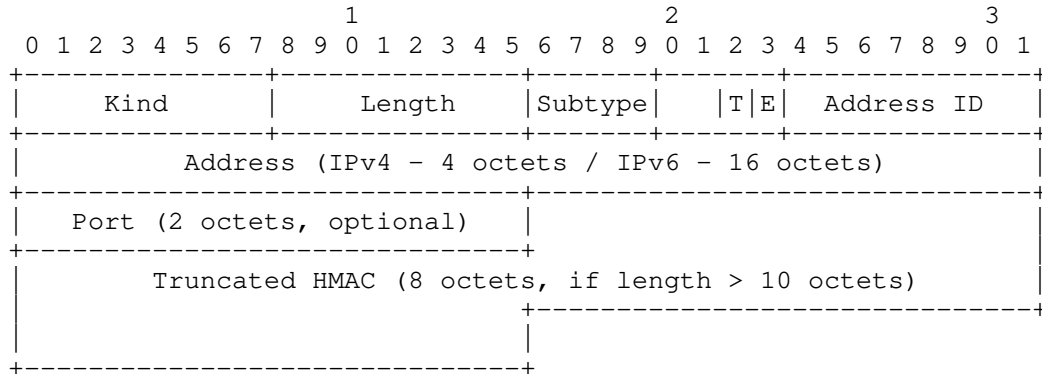 1 2 3
0 1 2 3 4 5 6 7 8 9 0 1 2 3 4 5 6 7 8 9 0 1 2 3 4 5 6 7 8 9 0 1
+---------------+---------------+-------+-------+---------------+
| Kind | Length |Subtype| |T|E| Address ID |
+---------------+---------------+-------+-------+---------------+
| Address (IPv4 - 4 octets / IPv6 - 16 octets) |
+-------------------------------+-------------------------------+
| Port (2 octets, optional) | |
+-------------------------------+ |
| Truncated HMAC (8 octets, if length > 10 octets) |
| +-------------------------------+
| |
+-------------------------------+